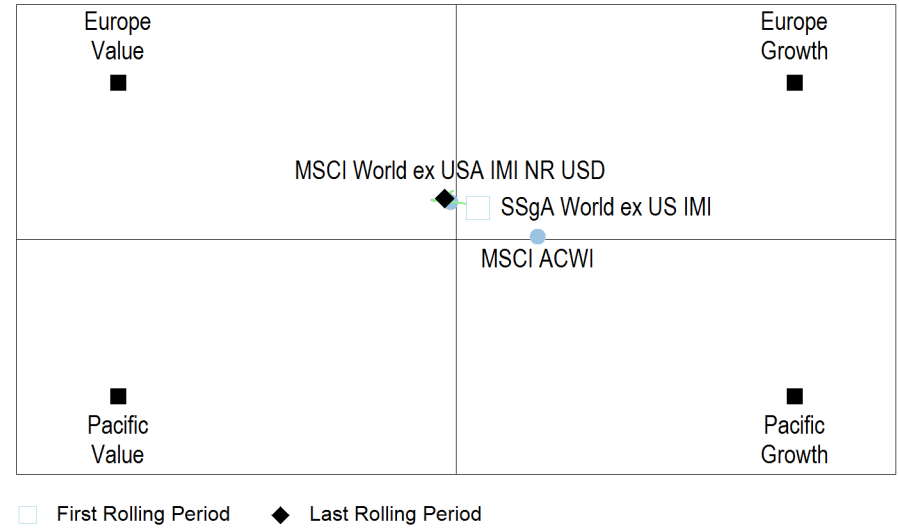 Europe
Value
Europe
Growth
MSCI World ex USA IMI NR USD
SSgA World ex US IMI
MSCI ACWI
Pacific
Value
Pacific
Growth
First Rolling Period
Last Rolling Period